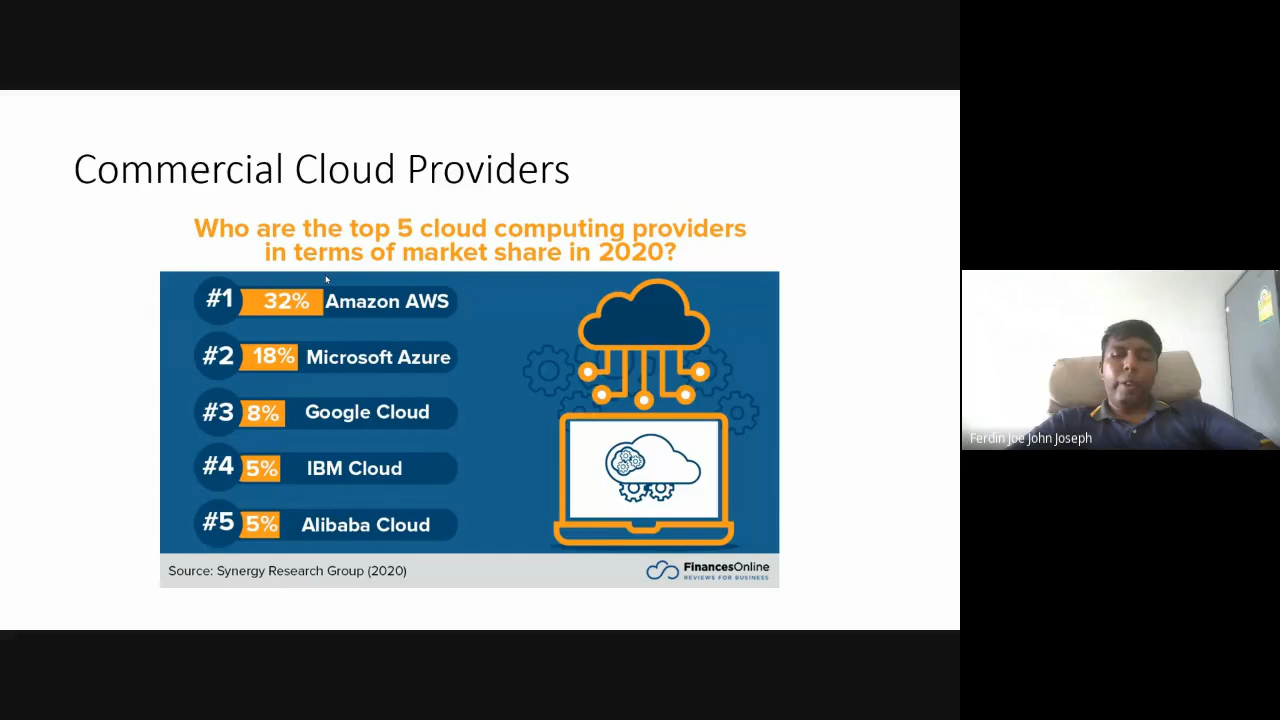 Commercial Cloud Providers
Who are the top 5 cloud computing providers
in terms of market share in 2020?
#1 32% Amazon AWS
#2 18% Microsoft Azure
#3 8% Google Cloud
#4 5% IBM Cloud
#5 5% Alibaba Cloud
Source: Synergy Research Group (2020)
FinancesOnline
REVIEWS FOR BUSINESS
Ferdin Joe John Joseph